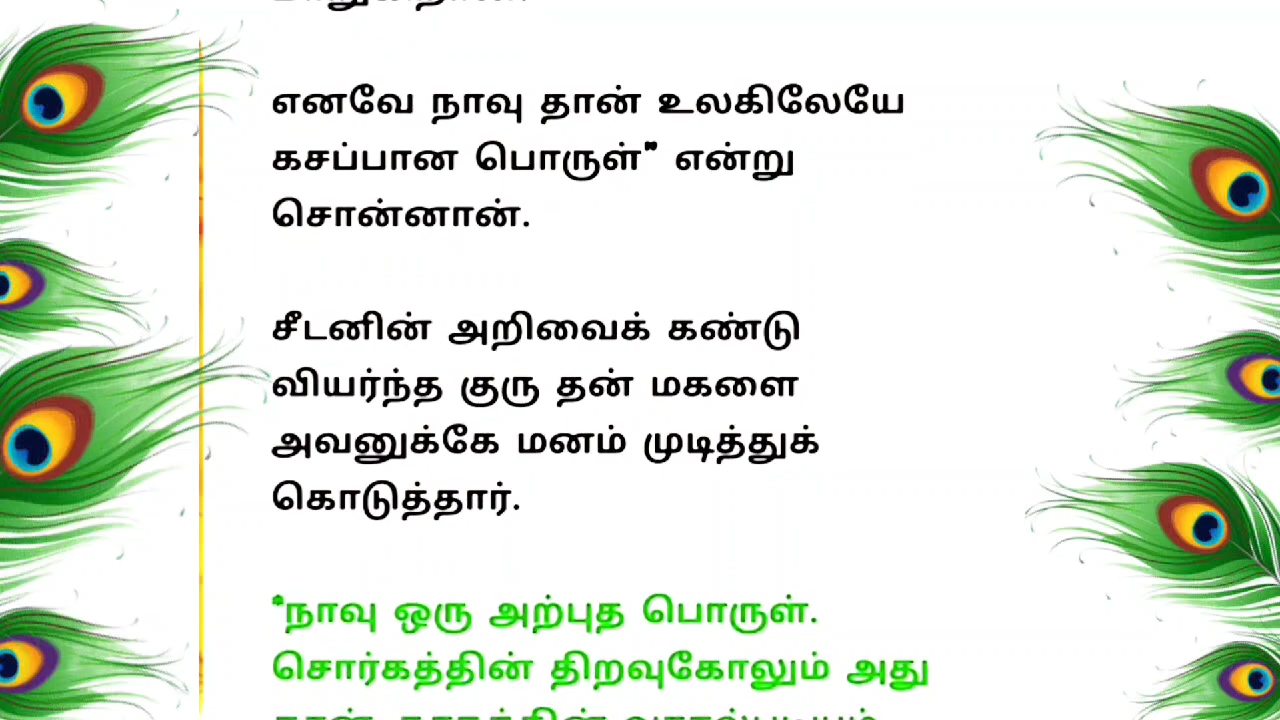 எனவே நாவு தான் உலகிலேயே
கசப்பான பொருள்” என்று
சொன்னான்.
சீடனின் அறிவைக் கண்டு
வியர்ந்த குரு தன் மகளை
அவனுக்கே மனம் முடித்துக்
கொடுத்தார்.
*நாவு ஒரு அற்புத பொருள்.
சொர்கத்தின் திறவுகோலும் அது